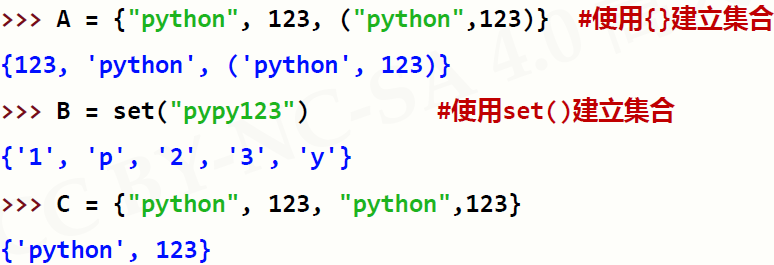 >>> A = {"python", 123, ("python",123)} #使用{}建立集合
{123, 'python', ('python', 123)}
>>> B = set("pypy123") #使用set()建立集合
{'1', 'p', '2', '3', 'y'}
>>> C = {"python", 123, "python",123}
{'python', 123}
CC BY-NC-SA 4.0